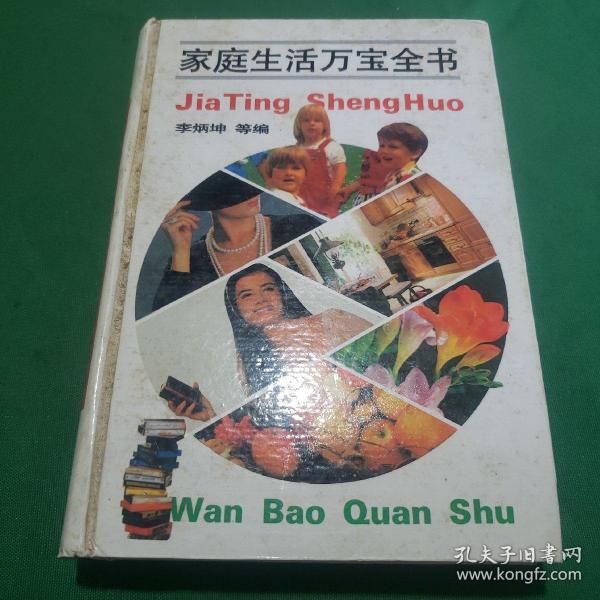 家庭生活万宝全书
JiaTing ShengHuo
李炳坤 等编
Wan Bao Quan Shu
孔夫子旧书网
www.kongfz.com